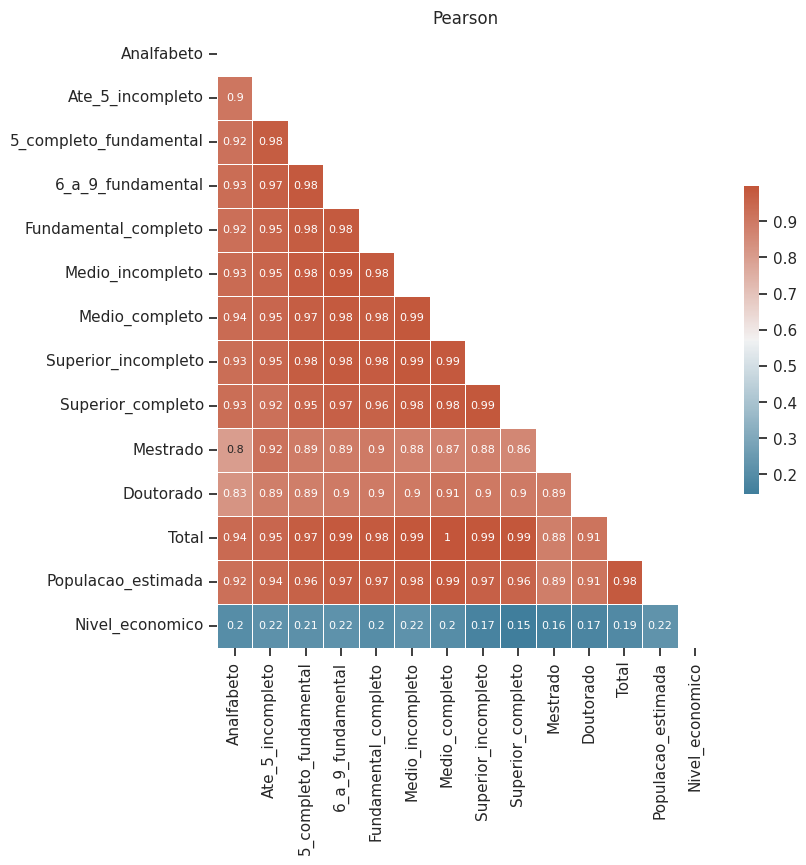 Pearson
Analfabeto
Ate_5_incompleto 0.9
5_completo_fundamental 0.92 0.98
6_a_9_fundamental 0.93 0.97 0.98
Fundamental_completo 0.92 0.95 0.98 0.98
Medio_incompleto 0.93 0.95 0.98 0.99 0.98
Medio_completo 0.94 0.95 0.97 0.98 0.98 0.99
Superior_incompleto 0.93 0.95 0.98 0.98 0.98 0.99 0.99
Superior_completo 0.93 0.92 0.95 0.97 0.96 0.98 0.98 0.99
Mestrado 0.8 0.92 0.89 0.89 0.9 0.88 0.87 0.88 0.86
Doutorado 0.83 0.89 0.89 0.9 0.9 0.9 0.91 0.9 0.9 0.89
Total 0.94 0.95 0.97 0.99 0.98 0.99 1 0.99 0.99 0.88 0.91
Populacao_estimada 0.92 0.94 0.96 0.97 0.97 0.98 0.99 0.97 0.96 0.89 0.91 0.98
Nivel_economico 0.2 0.22 0.21 0.22 0.2 0.22 0.2 0.17 0.15 0.16 0.17 0.19 0.22
Analfabeto
Ate_5_incompleto
5_completo_fundamental
6_a_9_fundamental
Fundamental_completo
Medio_incompleto
Medio_completo
Superior_incompleto
Superior_completo
Mestrado
Doutorado
Total
Populacao_estimada
Nivel_economico
0.9
0.8
0.7
0.6
0.5
0.4
0.3
0.2